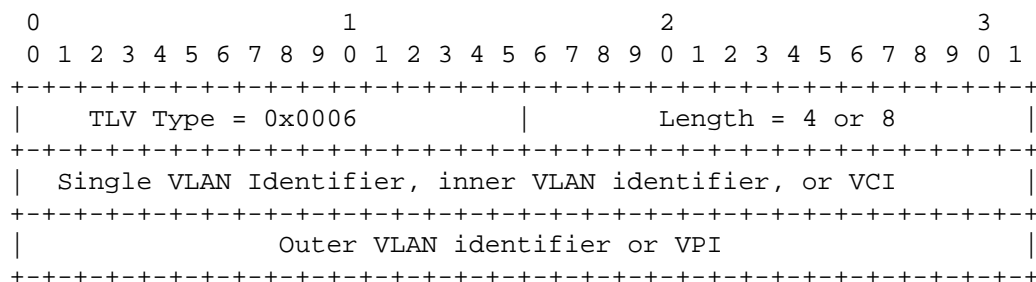 0                   1                   2                   3
 0 1 2 3 4 5 6 7 8 9 0 1 2 3 4 5 6 7 8 9 0 1 2 3 4 5 6 7 8 9 0 1
+-+-+-+-+-+-+-+-+-+-+-+-+-+-+-+-+-+-+-+-+-+-+-+-+-+-+-+-+-+-+-+-+
|    TLV Type = 0x0006          |        Length = 4 or 8        |
+-+-+-+-+-+-+-+-+-+-+-+-+-+-+-+-+-+-+-+-+-+-+-+-+-+-+-+-+-+-+-+-+
|  Single VLAN Identifier, inner VLAN identifier, or VCI        |
+-+-+-+-+-+-+-+-+-+-+-+-+-+-+-+-+-+-+-+-+-+-+-+-+-+-+-+-+-+-+-+-+
|                Outer VLAN identifier or VPI                   |
+-+-+-+-+-+-+-+-+-+-+-+-+-+-+-+-+-+-+-+-+-+-+-+-+-+-+-+-+-+-+-+-+